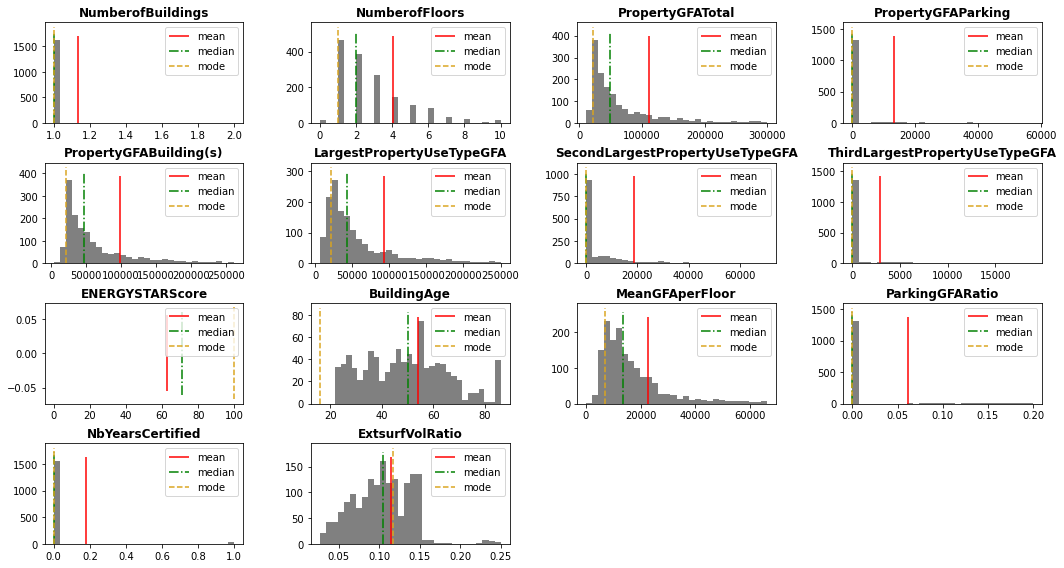 NumberofBuildings
mean
median
mode
0
500
1000
1500
1.0 1.2 1.4 1.6 1.8 2.0
NumberofFloors
mean
median
mode
0
200
400
0 2 4 6 8 10
PropertyGFATotal
mean
median
mode
0
100
200
300
400
0 100000 200000 300000
PropertyGFAParking
mean
median
mode
0
500
1000
1500
0 20000 40000 60000
PropertyGFABuilding(s)
mean
median
mode
0
100
200
300
400
0 50000 100000 150000 200000 250000
LargestPropertyUseTypeGFA
mean
median
mode
0
100
200
300
0 50000 100000 150000 200000 250000
SecondLargestPropertyUseTypeGFA
mean
median
mode
0
250
500
750
1000
0 20000 40000 60000
ThirdLargestPropertyUseTypeGFA
mean
median
mode
0
500
1000
1500
0 5000 10000 15000
ENERGYSTARScore
mean
median
mode
−0.05
0.00
0.05
0 20 40 60 80 100
BuildingAge
mean
median
mode
0
20
40
60
80
20 40 60 80
MeanGFAperFloor
mean
median
mode
0
100
200
0 20000 40000 60000
ParkingGFARatio
mean
median
mode
0
500
1000
1500
0.00 0.05 0.10 0.15 0.20
NbYearsCertified
mean
median
mode
0
500
1000
1500
0.0 0.2 0.4 0.6 0.8 1.0
ExtsurfVolRatio
mean
median
mode
0
50
100
150
0.05 0.10 0.15 0.20 0.25